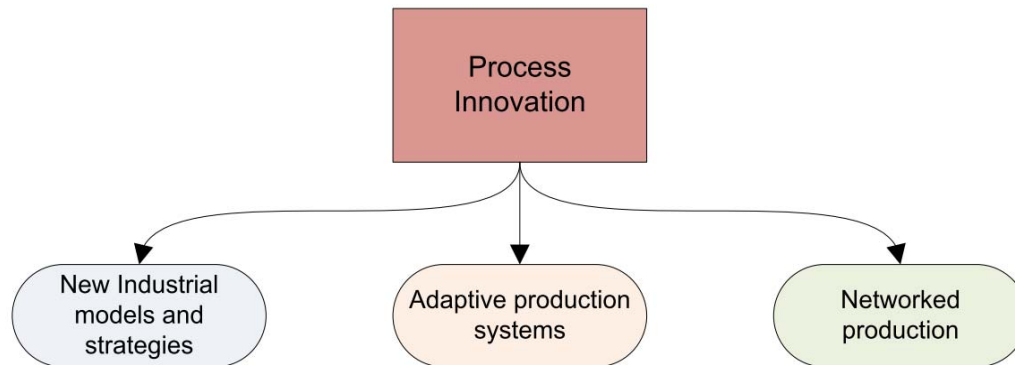 Process
Innovation
New Industrial
models and
strategies
Adaptive production
systems
Networked
production